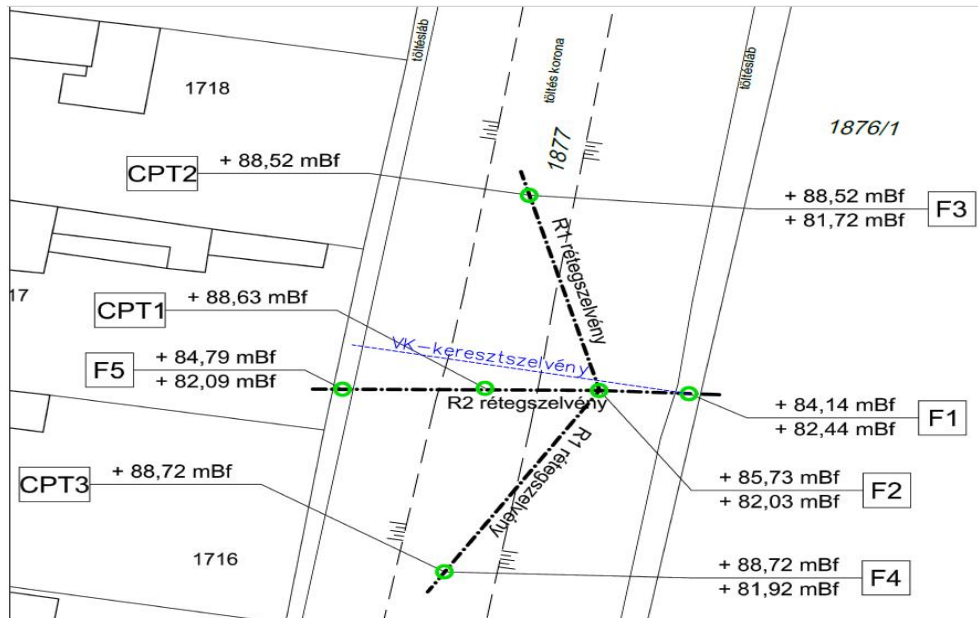 töltésláb
töltés korona
töltésláb
1718
1877
1876/1
CPT2
+ 88,52 mBf
+ 88,52 mBf
+ 81,72 mBf
F3
R1 rétegszelvény
17
CPT1
+ 88,63 mBf
VK-keresztszelvény
F5
+ 84,79 mBf
+ 82,09 mBf
R2 rétegszelvény
+ 84,14 mBf
+ 82,44 mBf
F1
R1 rétegszelvény
CPT3
+ 88,72 mBf
+ 85,73 mBf
+ 82,03 mBf
F2
1716
+ 88,72 mBf
+ 81,92 mBf
F4